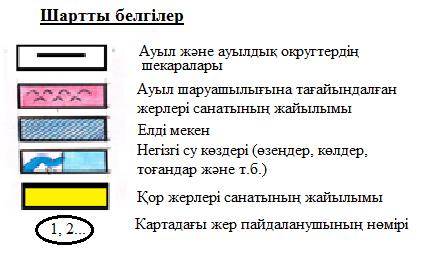 Шартты белгілер
Ауыл және ауылдық округтердің
шекаралары
Ауыл шаруашылығына тағайындалған
жерлері санатының жайылымы
Елді мекен
Негізгі су көздері (өзендер, көлдер,
тоғандар және т.б.)
Қор жерлері санатының жайылымы
1, 2... Картадағы жер пайдаланушының нөмірі